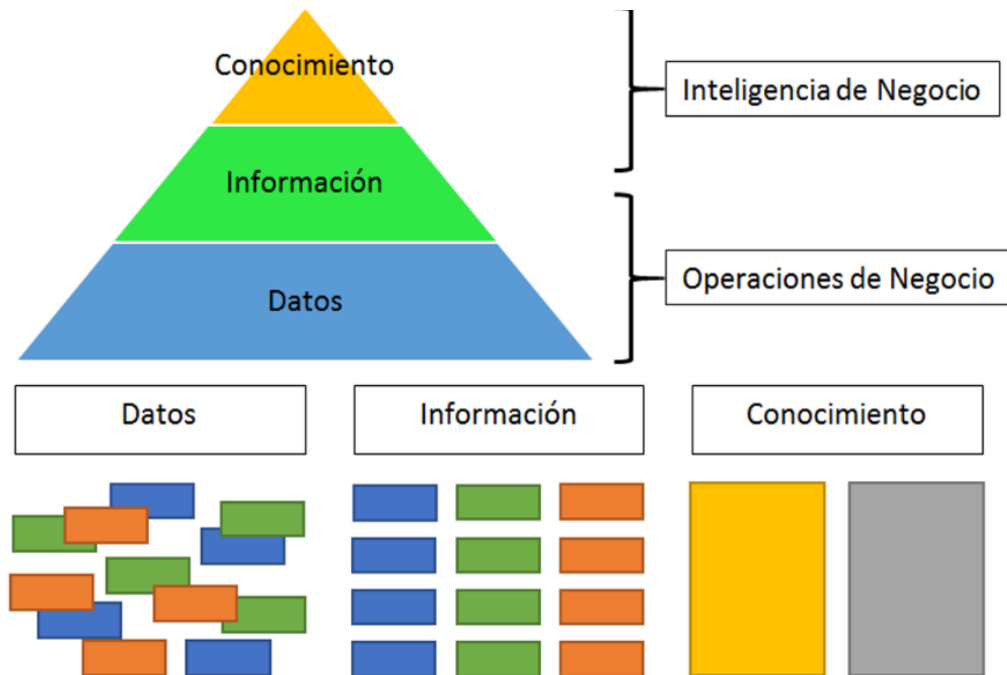 Conocimiento
Inteligencia de Negocio
Información
Operaciones de Negocio
Datos
Datos
Información
Conocimiento